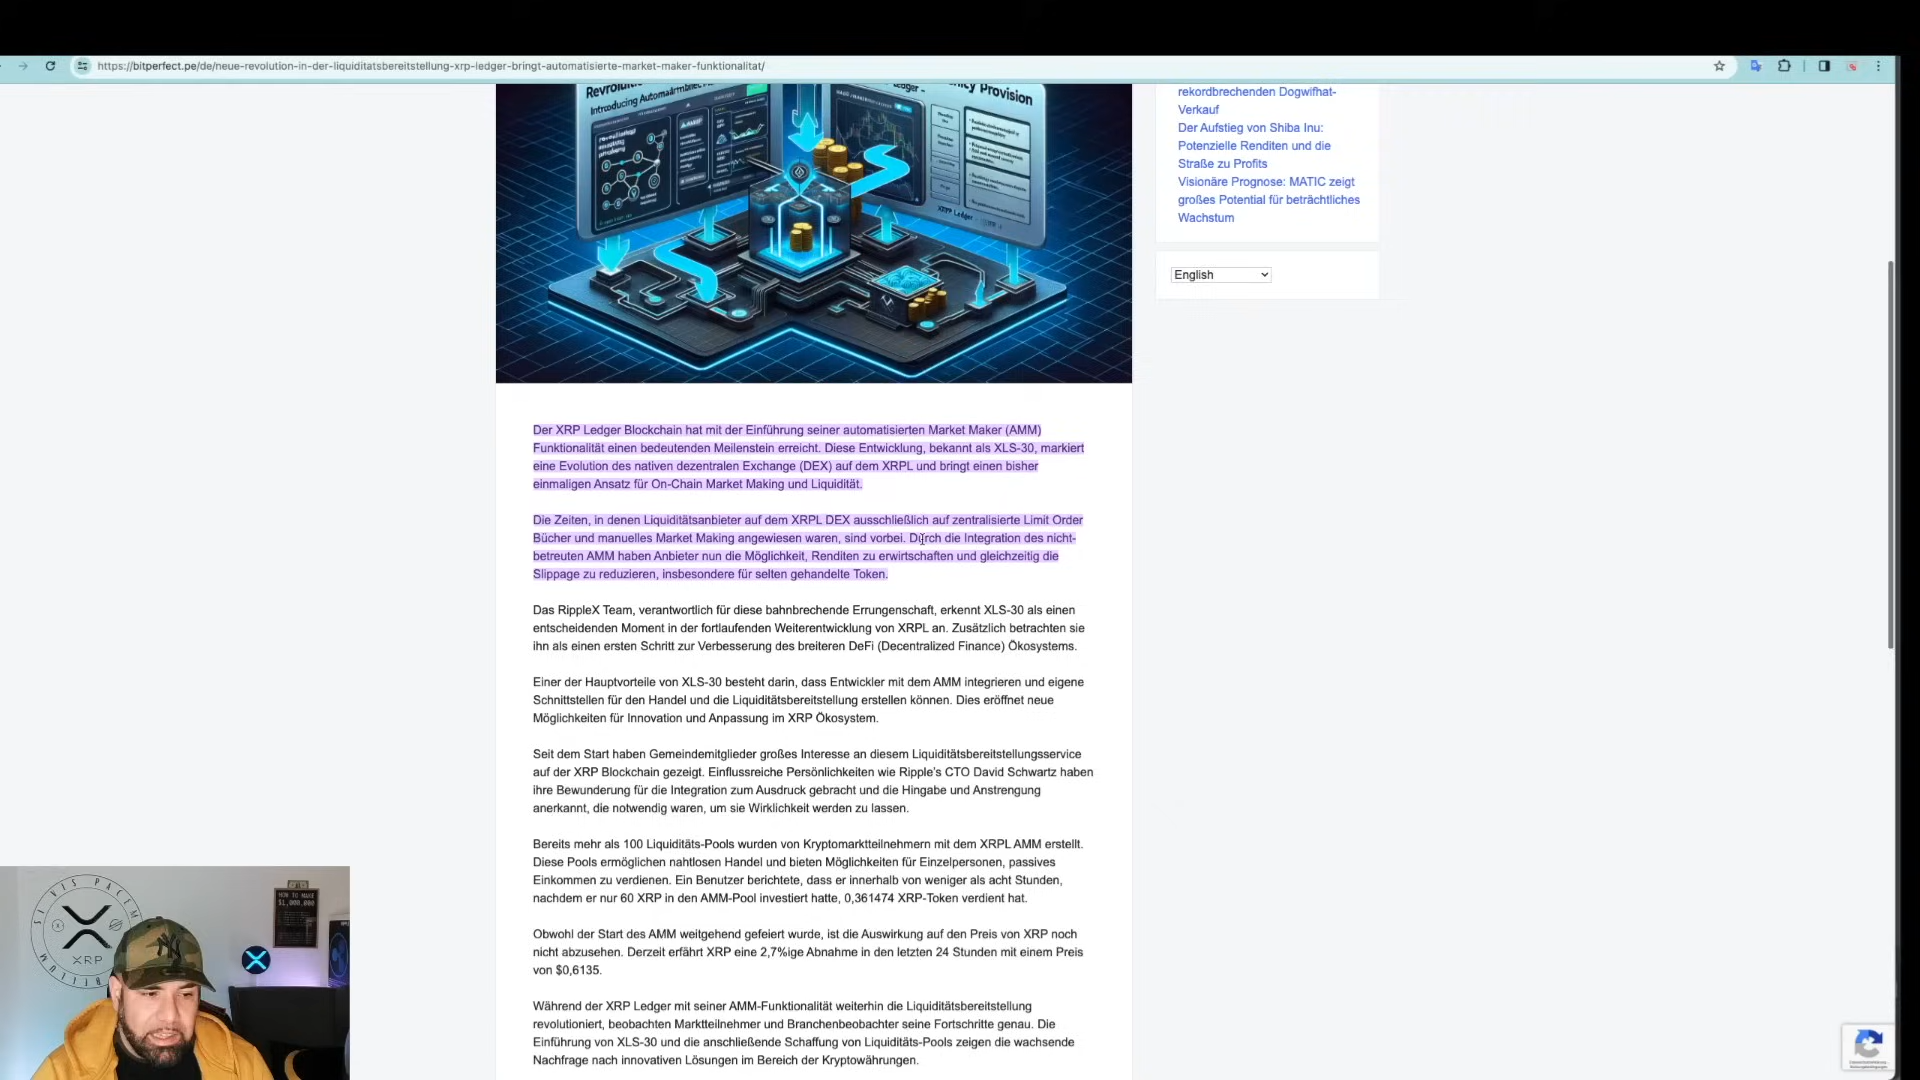 https://bitperfect.pe/de/neue-revolution-in-der-liquiditatsbereitstellung-xrp-ledger-bringt-automatisierte-market-maker-funktionalitat/
rekordbrechenden Dogwifhat-
Verkauf
Der Aufstieg von Shiba Inu:
Potenzielle Renditen und die
Straße zu Profits
Visionäre Prognose: MATIC zeigt
großes Potential für beträchtliches
Wachstum
English
XRP Ledger
Der XRP Ledger Blockchain hat mit der Einführung seiner automatisierten Market Maker (AMM)
Funktionalität einen bedeutenden Meilenstein erreicht. Diese Entwicklung, bekannt als XLS-30, markiert
eine Evolution des nativen dezentralen Exchange (DEX) auf dem XRPL und bringt einen bisher
einmaligen Ansatz für On-Chain Market Making und Liquidität.
Die Zeiten, in denen Liquiditätsanbieter auf dem XRPL DEX ausschließlich auf zentralisierte Limit Order
Bücher und manuelles Market Making angewiesen waren, sind vorbei. Durch die Integration des nicht-
betreuten AMM haben Anbieter nun die Möglichkeit, Renditen zu erwirtschaften und gleichzeitig die
Slippage zu reduzieren, insbesondere für selten gehandelte Token.
Das RippleX Team, verantwortlich für diese bahnbrechende Errungenschaft, erkennt XLS-30 als einen
entscheidenden Moment in der fortlaufenden Weiterentwicklung von XRPL an. Zusätzlich betrachten sie
ihn als einen ersten Schritt zur Verbesserung des breiteren DeFi (Decentralized Finance) Ökosystems.
Einer der Hauptvorteile von XLS-30 besteht darin, dass Entwickler mit dem AMM integrieren und eigene
Schnittstellen für den Handel und die Liquiditätsbereitstellung erstellen können. Dies eröffnet neue
Möglichkeiten für Innovation und Anpassung im XRP Ökosystem.
Seit dem Start haben Gemeindemitglieder großes Interesse an diesem Liquiditätsbereitstellungsservice
auf der XRP Blockchain gezeigt. Einflussreiche Persönlichkeiten wie Ripple's CTO David Schwartz haben
ihre Bewunderung für die Integration zum Ausdruck gebracht und die Hingabe und Anstrengung
anerkannt, die notwendig waren, um sie Wirklichkeit werden zu lassen.
Bereits mehr als 100 Liquiditäts-Pools wurden von Kryptomarktteilnehmern mit dem XRPL AMM erstellt.
Diese Pools ermöglichen nahtlosen Handel und bieten Möglichkeiten für Einzelpersonen, passives
Einkommen zu verdienen. Ein Benutzer berichtete, dass er innerhalb von weniger als acht Stunden,
nachdem er nur 60 XRP in den AMM-Pool investiert hatte, 0,361474 XRP-Token verdient hat.
Obwohl der Start des AMM weitgehend gefeiert wurde, ist die Auswirkung auf den Preis von XRP noch
nicht abzusehen. Derzeit erfährt XRP eine 2,7%ige Abnahme in den letzten 24 Stunden mit einem Preis
von $0,6135.
Während der XRP Ledger mit seiner AMM-Funktionalität weiterhin die Liquiditätsbereitstellung
revolutioniert, beobachten Marktteilnehmer und Branchenbeobachter seine Fortschritte genau. Die
Einführung von XLS-30 und die anschließende Schaffung von Liquiditäts-Pools zeigen die wachsende
Nachfrage nach innovativen Lösungen im Bereich der Kryptowährungen.
SI VIS PACEM
XRP
HOW TO MAKE
$1,000,000